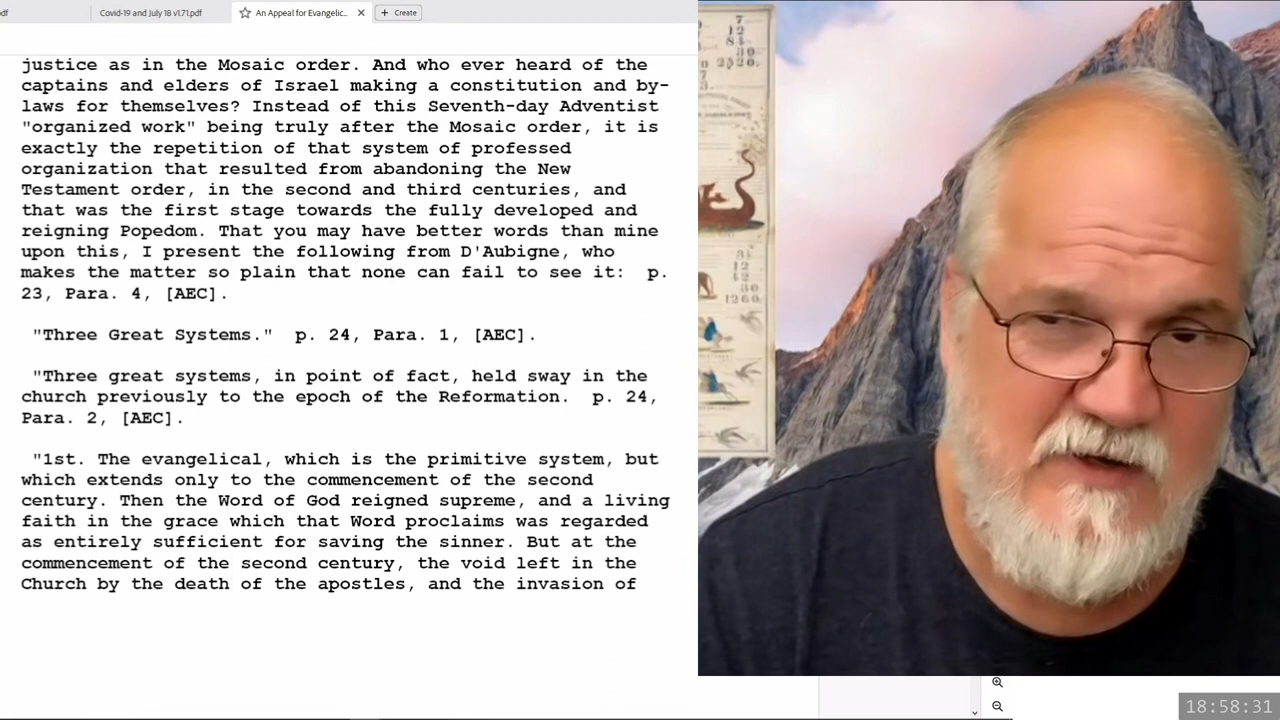 df
Covid-19 and July 18 v1.71.pdf
An Appeal for Evangelic...
Create
justice as in the Mosaic order. And who ever heard of the
captains and elders of Israel making a constitution and by-
laws for themselves? Instead of this Seventh-day Adventist
"organized work" being truly after the Mosaic order, it is
exactly the repetition of that system of professed
organization that resulted from abandoning the New
Testament order, in the second and third centuries, and
that was the first stage towards the fully developed and
reigning Popedom. That you may have better words than mine
upon this, I present the following from D'Aubigne, who
makes the matter so plain that none can fail to see it: p.
23, Para. 4, [AEC].
"Three Great Systems." p. 24, Para. 1, [AEC].
"Three great systems, in point of fact, held sway in the
church previously to the epoch of the Reformation. p. 24,
Para. 2, [AEC].
"1st. The evangelical, which is the primitive system, but
which extends only to the commencement of the second
century. Then the Word of God reigned supreme, and a living
faith in the grace which that Word proclaims was regarded
as entirely sufficient for saving the sinner. But at the
commencement of the second century, the void left in the
Church by the death of the apostles, and the invasion of
7
12
84
30
2520.
30
1260.
18:58:31